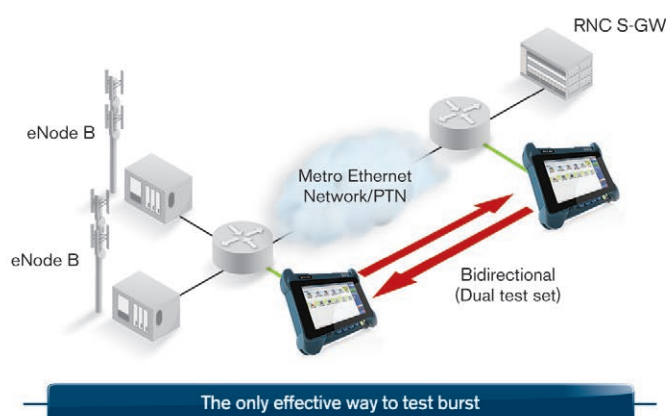 RNC S-GW
eNode B
Metro Ethernet
Network/PTN
eNode B
Bidirectional
(Dual test set)
The only effective way to test burst